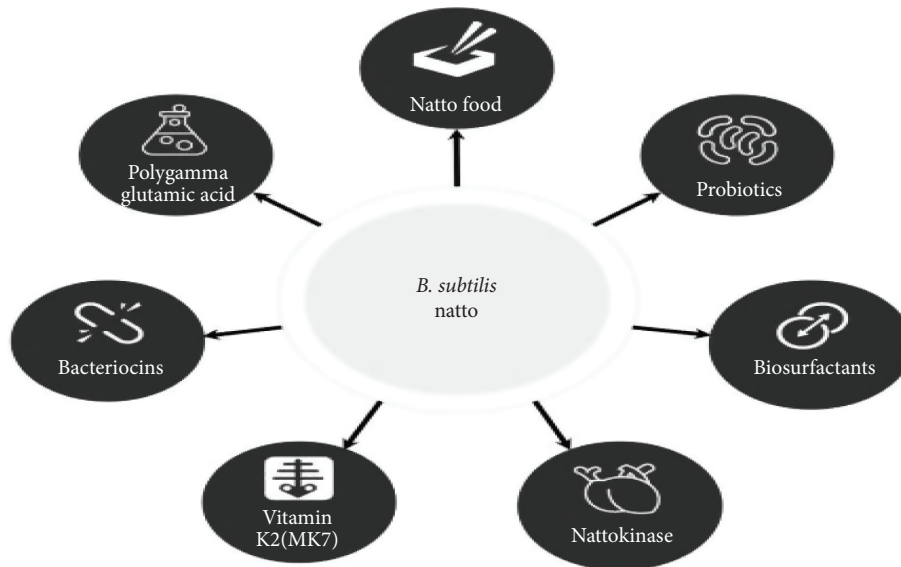 Natto food
Polygamma
glutamic acid
Probiotics
B. subtilis
natto
Bacteriocins
Biosurfactants
Vitamin
K2(MK7)
Nattokinase